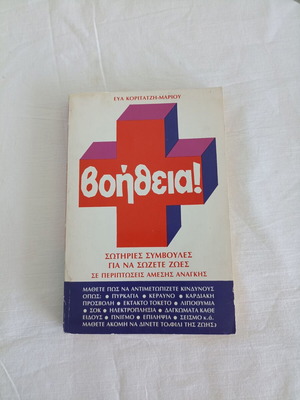 ΕΥΑ ΚΟΡΙΤΑΤΖΗ-ΜΑΡΙΟΥ
βοήθεια!
ΣΩΤΗΡΙΕΣ ΣΥΜΒΟΥΛΕΣ
ΓΙΑ ΝΑ ΣΩΖΕΤΕ ΖΩΕΣ
ΣΕ ΠΕΡΙΠΤΩΣΕΙΣ ΑΜΕΣΗΣ ΑΝΑΓΚΗΣ
ΜΑΘΕΤΕ ΠΩΣ ΝΑ ΑΝΤΙΜΕΤΩΠΙΖΕΤΕ ΚΙΝΔΥΝΟΥΣ
ΟΠΩΣ: • ΠΥΡΚΑΓΙΑ • ΚΕΡΑΥΝΟ • ΚΑΡΔΙΑΚΗ
ΠΡΟΣΒΟΛΗ • ΕΚΤΑΚΤΟ ΤΟΚΕΤΟ • ΛΙΠΟΘΥΜΙΑ
• ΣΟΚ • ΗΛΕΚΤΡΟΠΛΗΞΙΑ • ΔΑΓΚΩΜΑΤΑ ΚΑΘΕ
ΕΙΔΟΥΣ • ΠΝΙΓΜΟ • ΕΠΙΛΗΨΙΑ • ΣΕΙΣΜΟ κ.ά.
ΜΑΘΕΤΕ ΑΚΟΜΗ ΝΑ ΔΙΝΕΤΕ ΤΟ «ΦΙΛΙ ΤΗΣ ΖΩΗΣ»